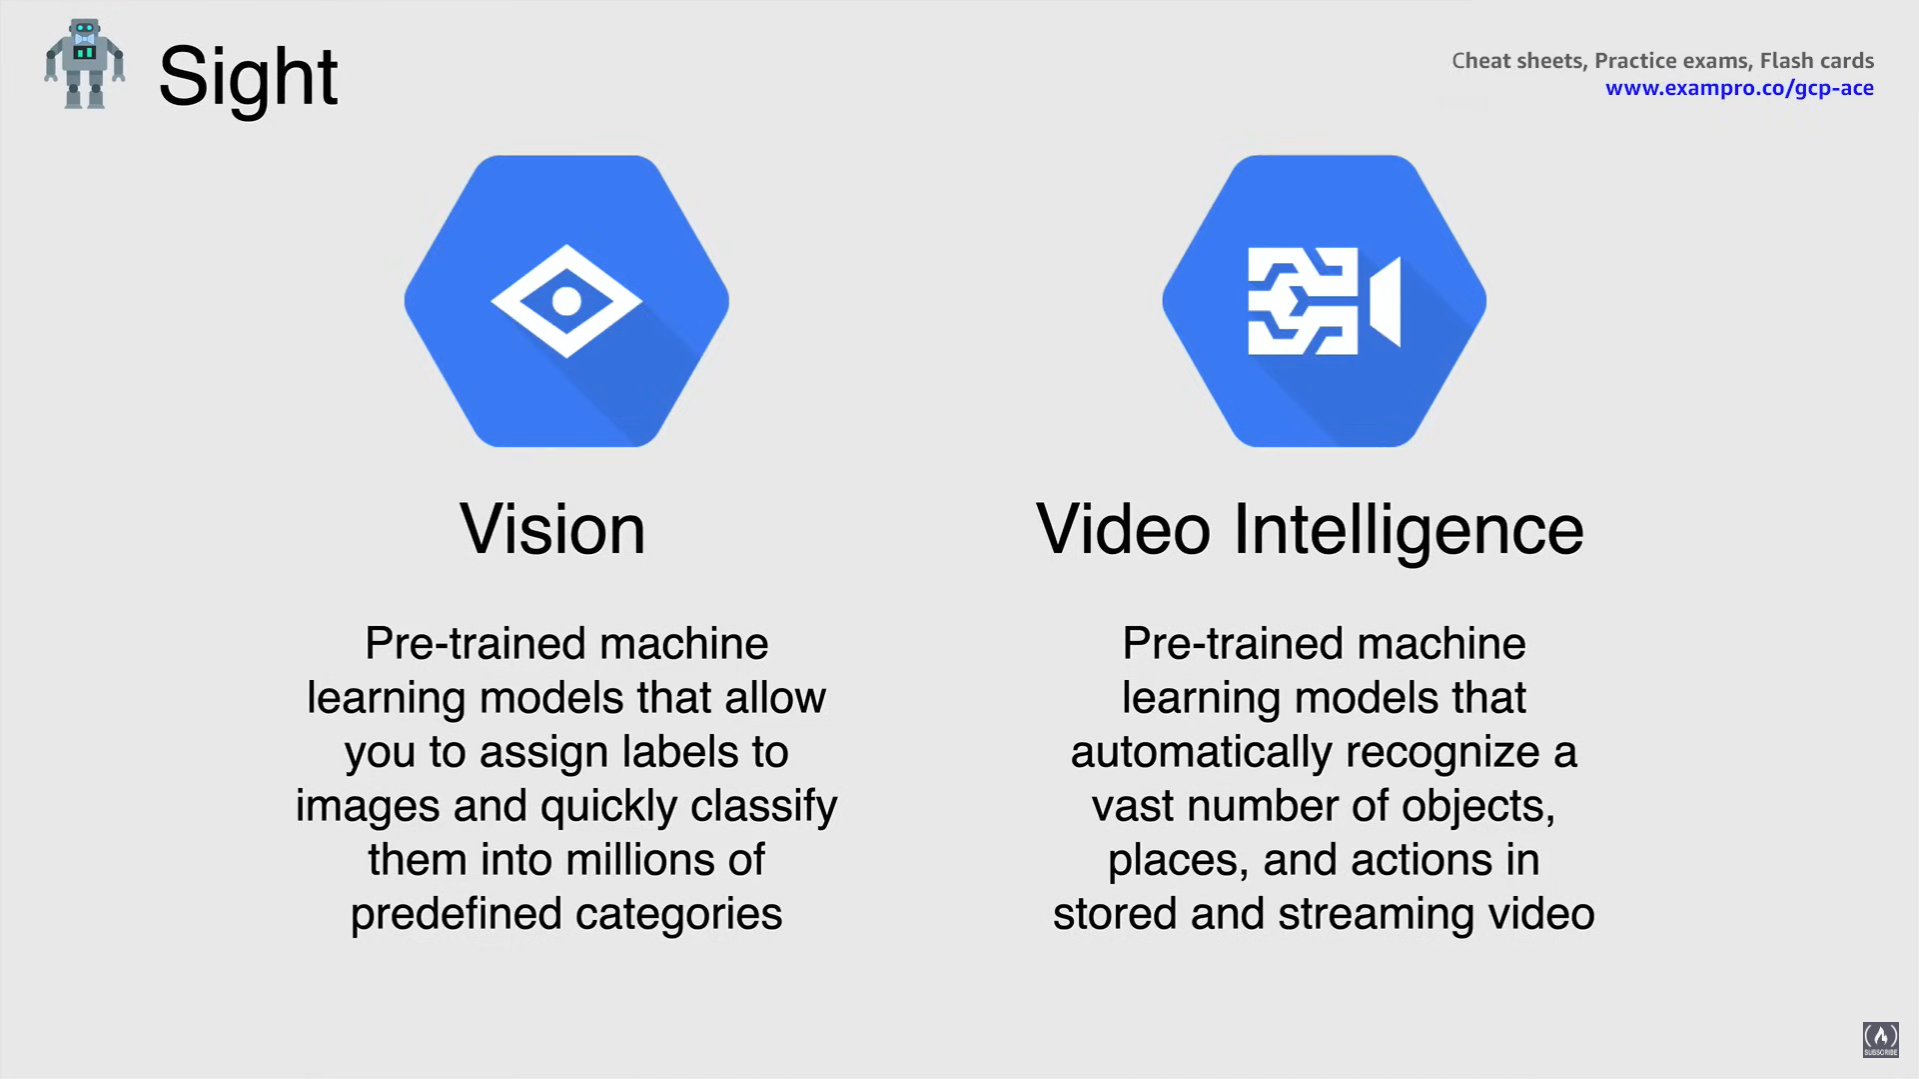 Sight
Cheat sheets, Practice exams, Flash cards
www.exampro.co/gcp-ace
Vision
Pre-trained machine
learning models that allow
you to assign labels to
images and quickly classify
them into millions of
predefined categories
Video Intelligence
Pre-trained machine
learning models that
automatically recognize a
vast number of objects,
places, and actions in
stored and streaming video
SUBSCRIBE